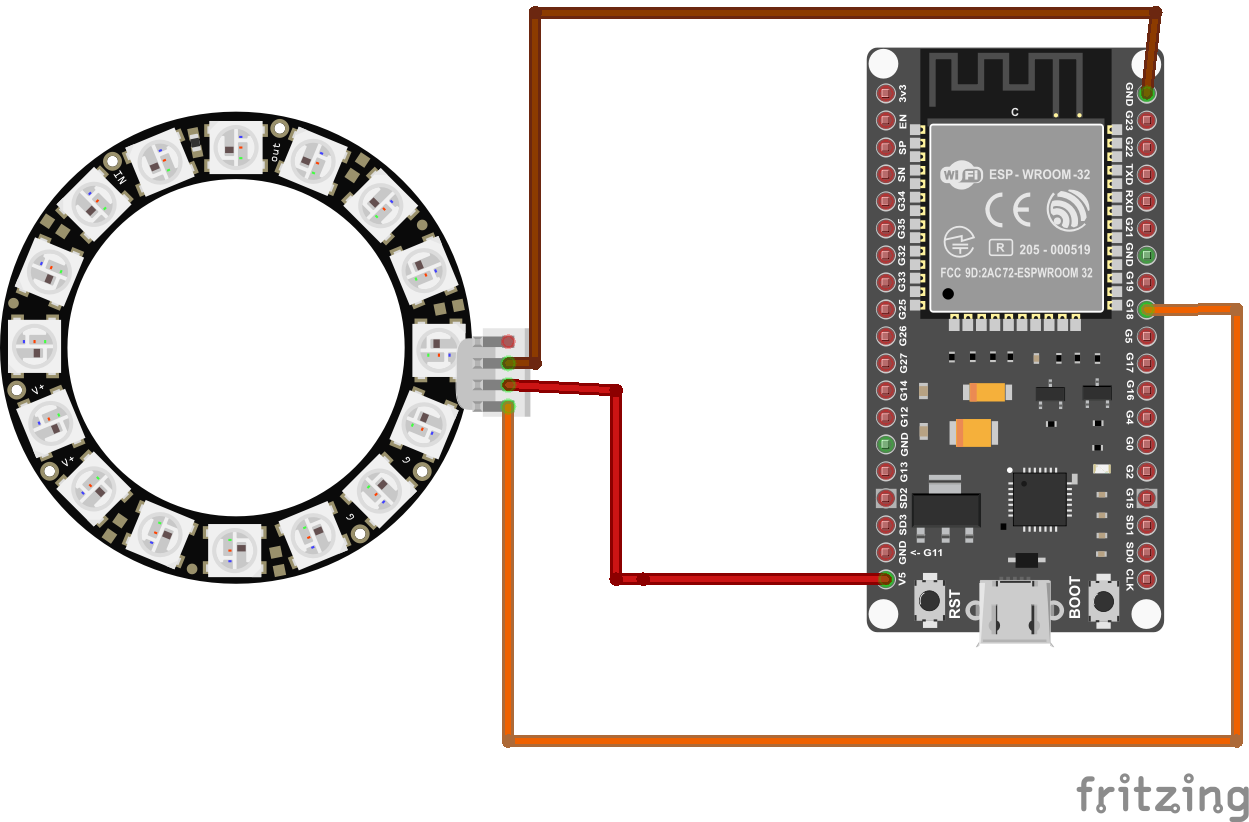 out
IN
V+
V+
G
G
3v3
EN
SP
SN
G34
G35
G32
G33
G25
G26
G27
G14
G12
GND
G13
SD2
SD3
GND
V5
<- G11
C
WiFi
ESP - WROOM -32
CE
R
205 - 000519
FCC 9D:2AC72-ESPWROOM 32
GND
G23
G22
TXD
RXD
G21
GND
G19
G18
G5
G17
G16
G4
G0
G2
G15
SD1
SD0
CLK
RST
BOOT
fritzing